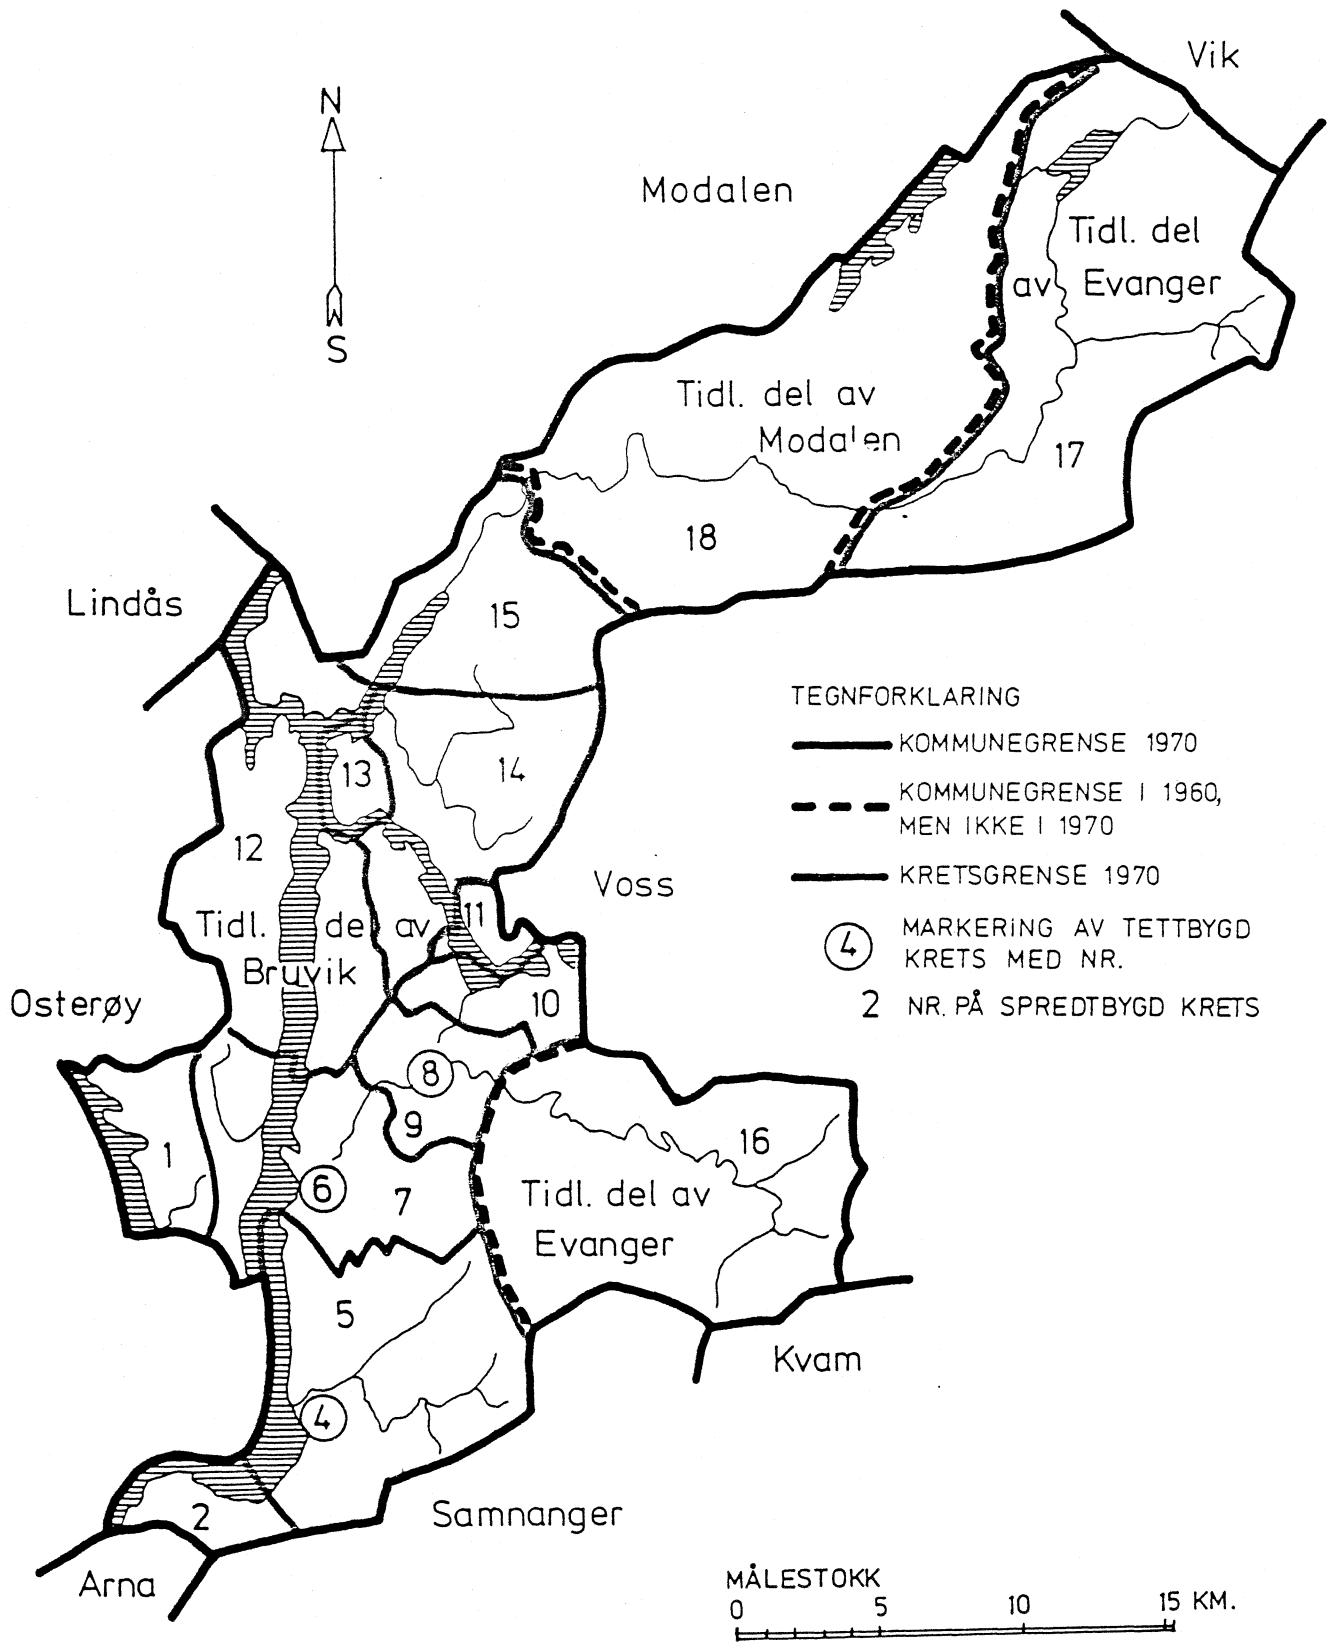 Vik
N
Modalen
Tidl. del
av Evanger
S
Tidl. del av
Modalen
17
18
Lindås
15
TEGNFORKLARING
KOMMUNEGRENSE 1970
13
14
KOMMUNEGRENSE I 1960,
MEN IKKE I 1970
12
KRETSGRENSE 1970
Voss
Tidl. de av
11
4 MARKERING AV TETTBYGD
KRETS MED NR.
Bruvik
Osterøy
10
2 NR. PÅ SPREDTBYGD KRETS
8
9
16
1
6
7
Tidl. del av
Evanger
5
Kvam
4
2
Samnanger
Arna
MÅLESTOKK
0 5 10 15 KM.